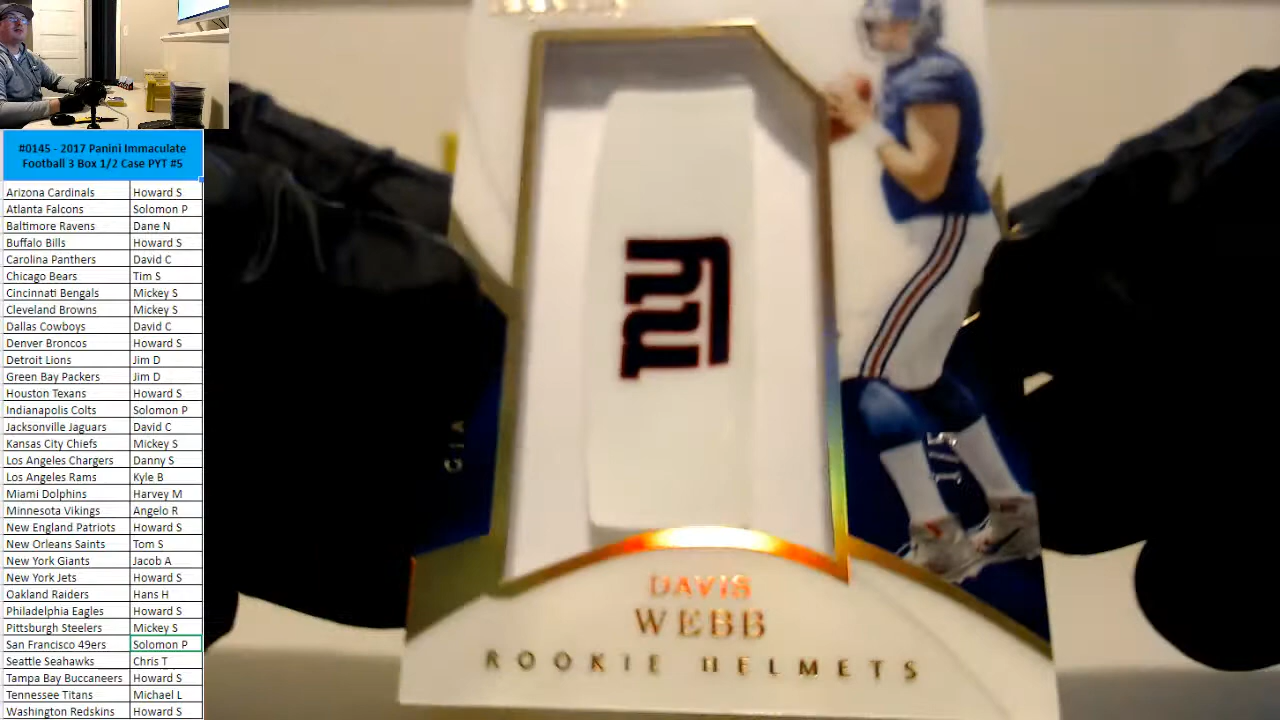 #0145 - 2017 Panini Immaculate
Football 3 Box 1/2 Case PYT #5
Arizona Cardinals Howard S
Atlanta Falcons Solomon P
Baltimore Ravens Dane N
Buffalo Bills Howard S
Carolina Panthers David C
Chicago Bears Tim S
Cincinnati Bengals Mickey S
Cleveland Browns Mickey S
Dallas Cowboys David C
Denver Broncos Howard S
Detroit Lions Jim D
Green Bay Packers Jim D
Houston Texans Howard S
Indianapolis Colts Solomon P
Jacksonville Jaguars David C
Kansas City Chiefs Mickey S
Los Angeles Chargers Danny S
Los Angeles Rams Kyle B
Miami Dolphins Harvey M
Minnesota Vikings Angelo R
New England Patriots Howard S
New Orleans Saints Tom S
New York Giants Jacob A
New York Jets Howard S
Oakland Raiders Hans H
Philadelphia Eagles Howard S
Pittsburgh Steelers Mickey S
San Francisco 49ers Solomon P
Seattle Seahawks Chris T
Tampa Bay Buccaneers Howard S
Tennessee Titans Michael L
Washington Redskins Howard S
ny
DAVIS
WEBB
ROOKIE HELMETS